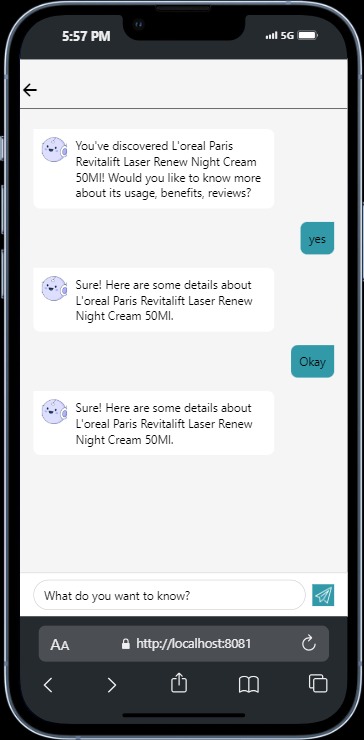 5:57 PM
5G
You've discovered L'oreal Paris
Revitalift Laser Renew Night Cream
50Ml! Would you like to know more
about its usage, benefits, reviews?
yes
Sure! Here are some details about
L'oreal Paris Revitalift Laser Renew
Night Cream 50Ml.
Okay
Sure! Here are some details about
L'oreal Paris Revitalift Laser Renew
Night Cream 50Ml.
What do you want to know?
AA http://localhost:8081